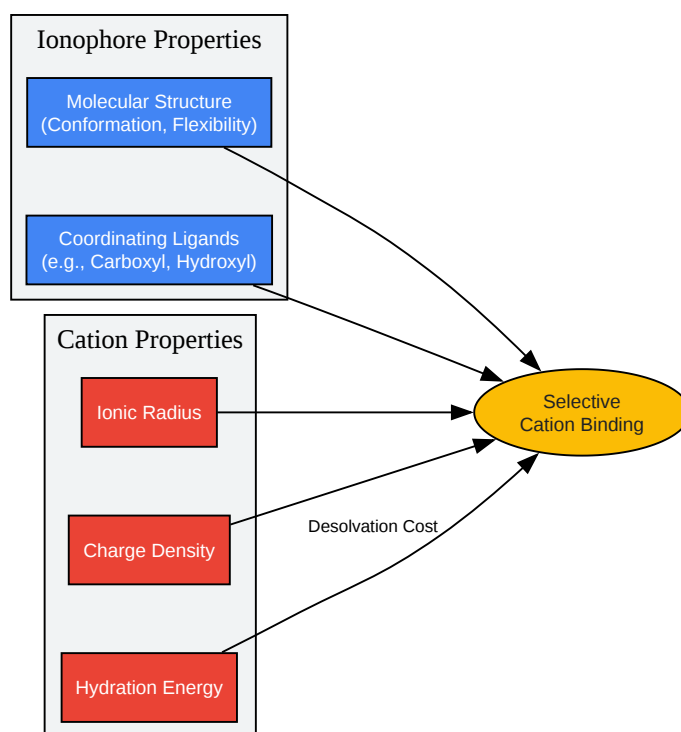 Ionophore Properties
Molecular Structure
(Conformation, Flexibility)
Coordinating Ligands
(e.g., Carboxyl, Hydroxyl)
Cation Properties
Ionic Radius
Selective
Cation Binding
Desolvation Cost
Charge Density
Hydration Energy